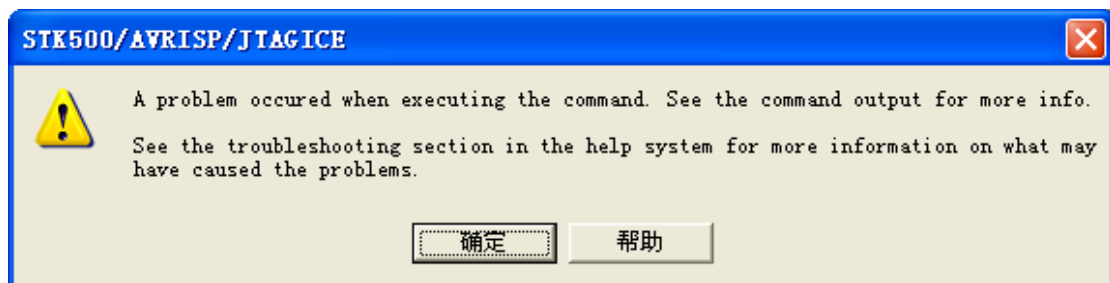 STK500/AVRISP/JTAGICE
A problem occured when executing the command. See the command output for more info.
See the troubleshooting section in the help system for more information on what may
have caused the problems.
确定
帮助